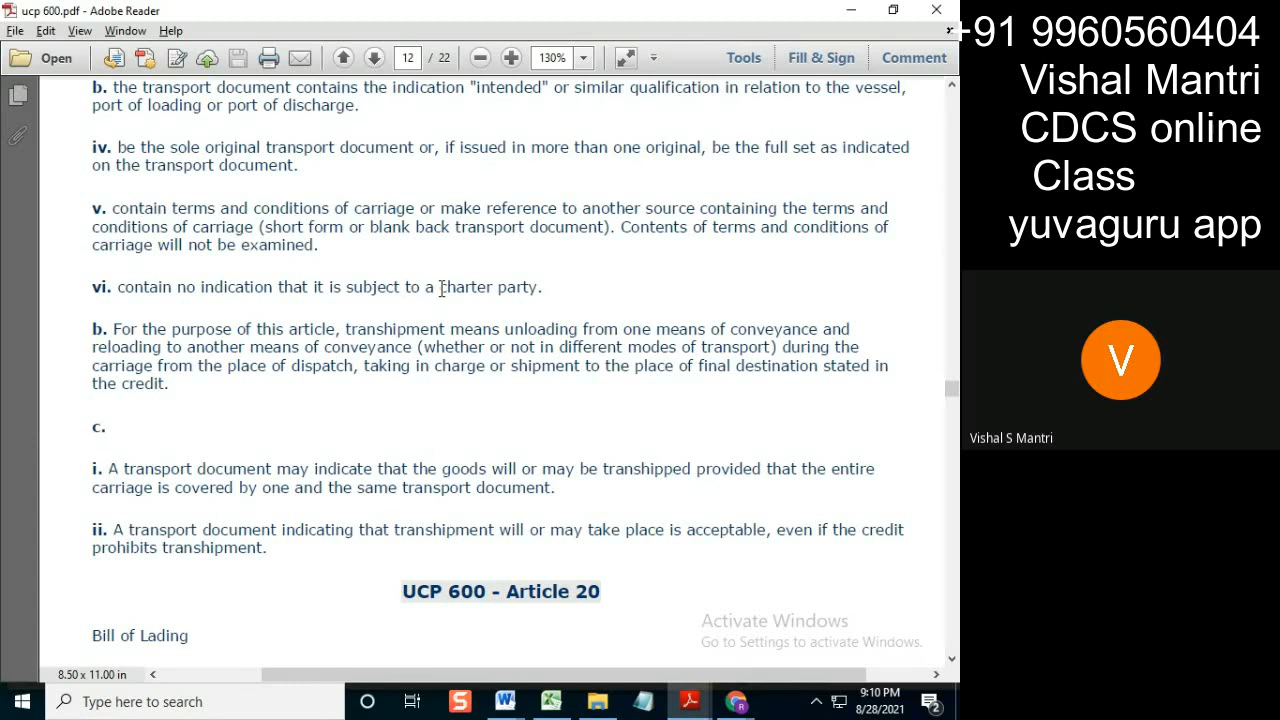 ucp 600.pdf - Adobe Reader
File Edit View Window Help
Open 12 / 22 130% Tools Fill & Sign Comment
b. the transport document contains the indication "intended" or similar qualification in relation to the vessel,
port of loading or port of discharge.
iv. be the sole original transport document or, if issued in more than one original, be the full set as indicated
on the transport document.
v. contain terms and conditions of carriage or make reference to another source containing the terms and
conditions of carriage (short form or blank back transport document). Contents of terms and conditions of
carriage will not be examined.
vi. contain no indication that it is subject to a charter party.
b. For the purpose of this article, transhipment means unloading from one means of conveyance and
reloading to another means of conveyance (whether or not in different modes of transport) during the
carriage from the place of dispatch, taking in charge or shipment to the place of final destination stated in
the credit.
c.
i. A transport document may indicate that the goods will or may be transhipped provided that the entire
carriage is covered by one and the same transport document.
ii. A transport document indicating that transhipment will or may take place is acceptable, even if the credit
prohibits transhipment.
UCP 600 - Article 20
Bill of Lading
Activate Windows
Go to Settings to activate Windows.
8.50 x 11.00 in
Type here to search
9:10 PM
8/28/2021
2
+91 9960560404
Vishal Mantri
CDCS online
Class
yuvaguru app
V
Vishal S Mantri